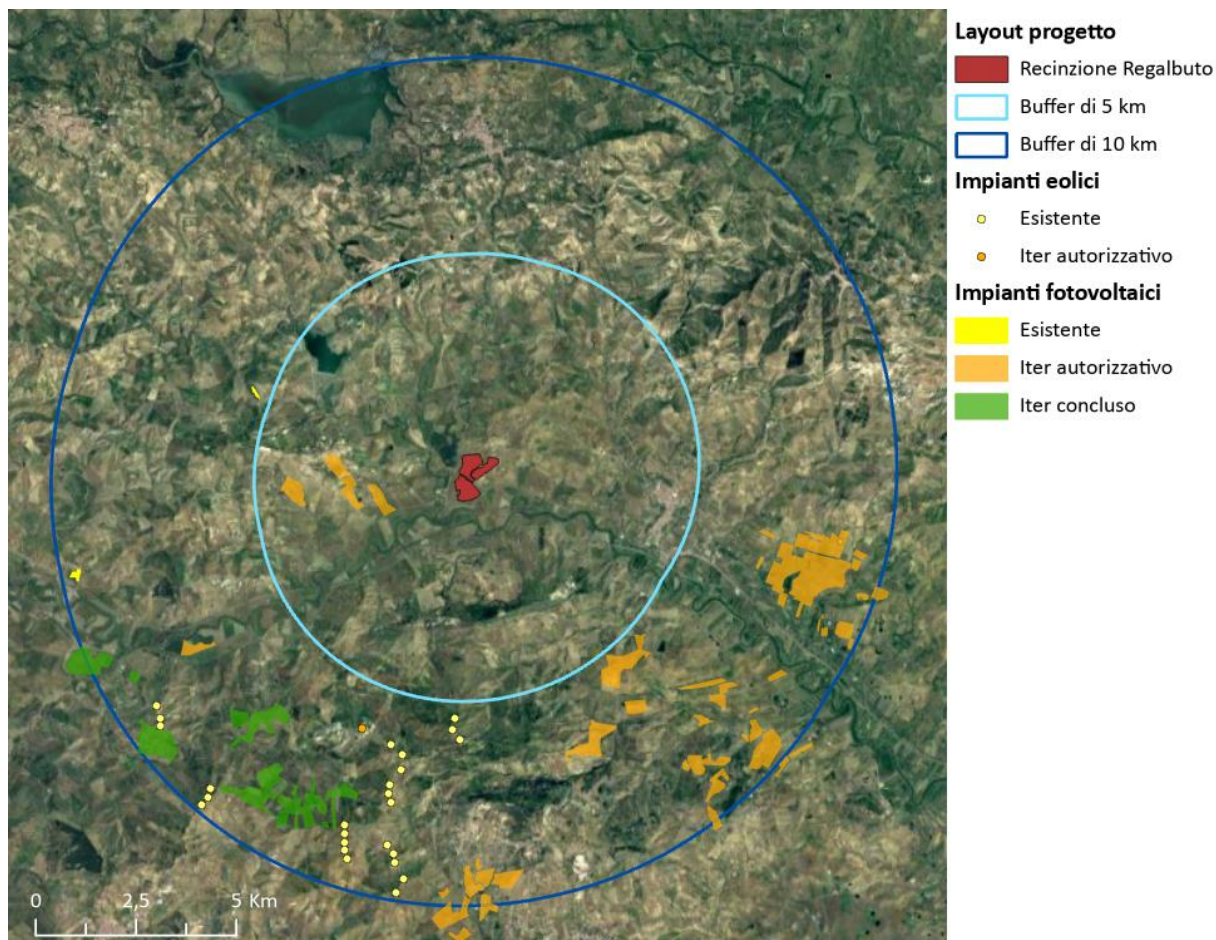 Layout progetto
Recinzione Regalbuto
Buffer di 5 km
Buffer di 10 km
Impianti eolici
Esistente
Iter autorizzativo
Impianti fotovoltaici
Esistente
Iter autorizzativo
Iter concluso
0 2,5 5 Km